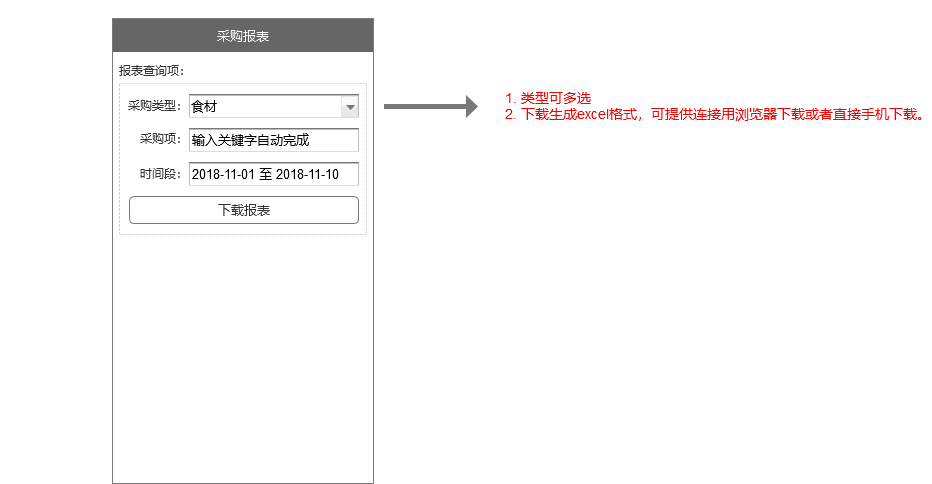 采购报表
报表查询项：
采购类型： 食材
采购项： 输入关键字自动完成
时间段： 2018-11-01 至 2018-11-10
下载报表
1. 类型可多选
2. 下载生成excel格式，可提供连接用浏览器下载或者直接手机下载。